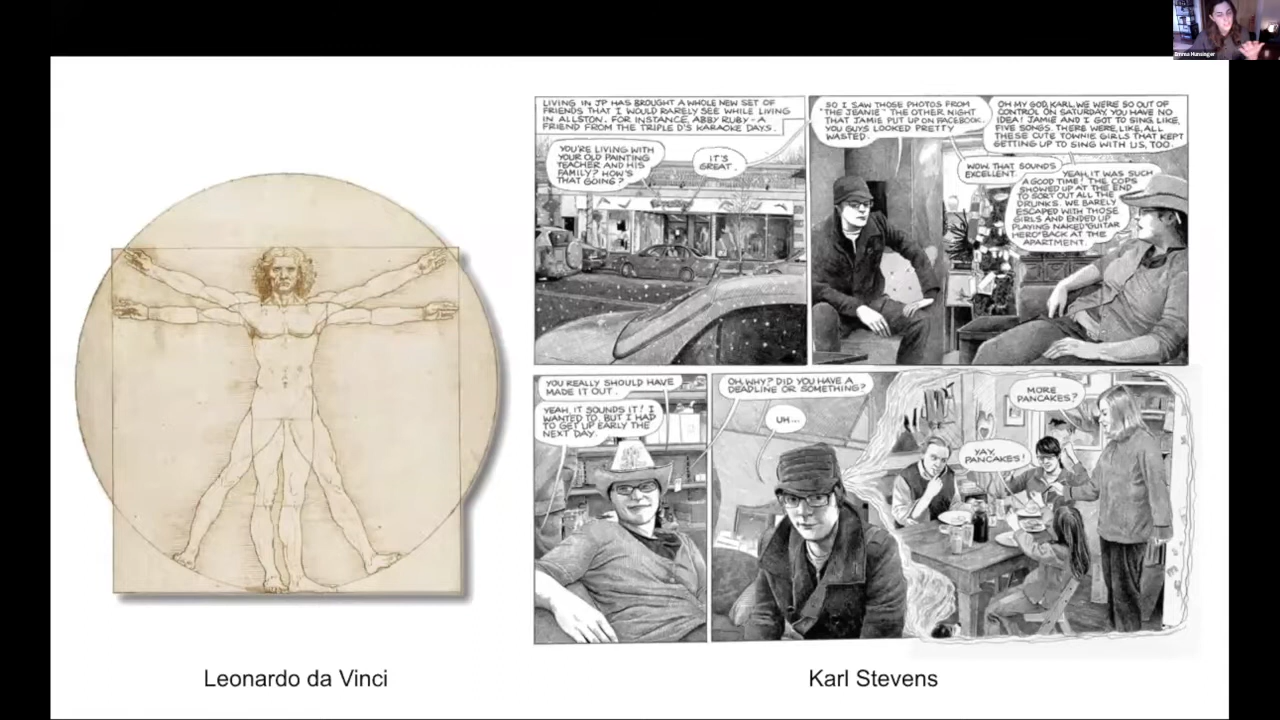 Emma Hunsinger
LIVING IN JP HAS BROUGHT A WHOLE NEW SET OF
FRIENDS THAT I WOULD RARELY SEE WHILE LIVING
IN ALLSTON. FOR INSTANCE, ABBY RUBY - A
FRIEND FROM THE TRIPLE D'S KARAOKE DAYS.
YOU'RE LIVING WITH
YOUR OLD PAINTING
TEACHER AND HIS
FAMILY? HOW'S
THAT GOING?
IT'S
GREAT.
SO I SAW THOSE PHOTOS FROM
"THE JEANIE" THE OTHER NIGHT
THAT JAMIE PUT UP ON FACEBOOK.
YOU GUYS LOOKED PRETTY
WASTED.
OH MY GOD, KARL, WE WERE SO OUT OF
CONTROL ON SATURDAY, YOU HAVE NO
IDEA! JAMIE AND I GOT TO SING, LIKE,
FIVE SONGS. THERE WERE, LIKE, ALL
THESE CUTE TOWNIE GIRLS THAT KEPT
GETTING UP TO SING WITH US, TOO.
WOW. THAT SOUNDS
EXCELLENT.
YEAH, IT WAS SUCH
A GOOD TIME! THE COPS
SHOWED UP AT THE END
TO SORT OUT ALL THE
DRUNKS. WE BARELY
ESCAPED WITH THOSE
GIRLS AND ENDED UP
PLAYING NAKED "GUITAR
HERO" BACK AT THE
APARTMENT.
YOU REALLY SHOULD HAVE
MADE IT OUT.
YEAH, IT SOUNDS IT! I
WANTED TO, BUT I HAD
TO GET UP EARLY THE
NEXT DAY.
OH, WHY? DID YOU HAVE A
DEADLINE OR SOMETHING?
UH...
MORE
PANCAKES?
YAY,
PANCAKES!
Leonardo da Vinci
Karl Stevens